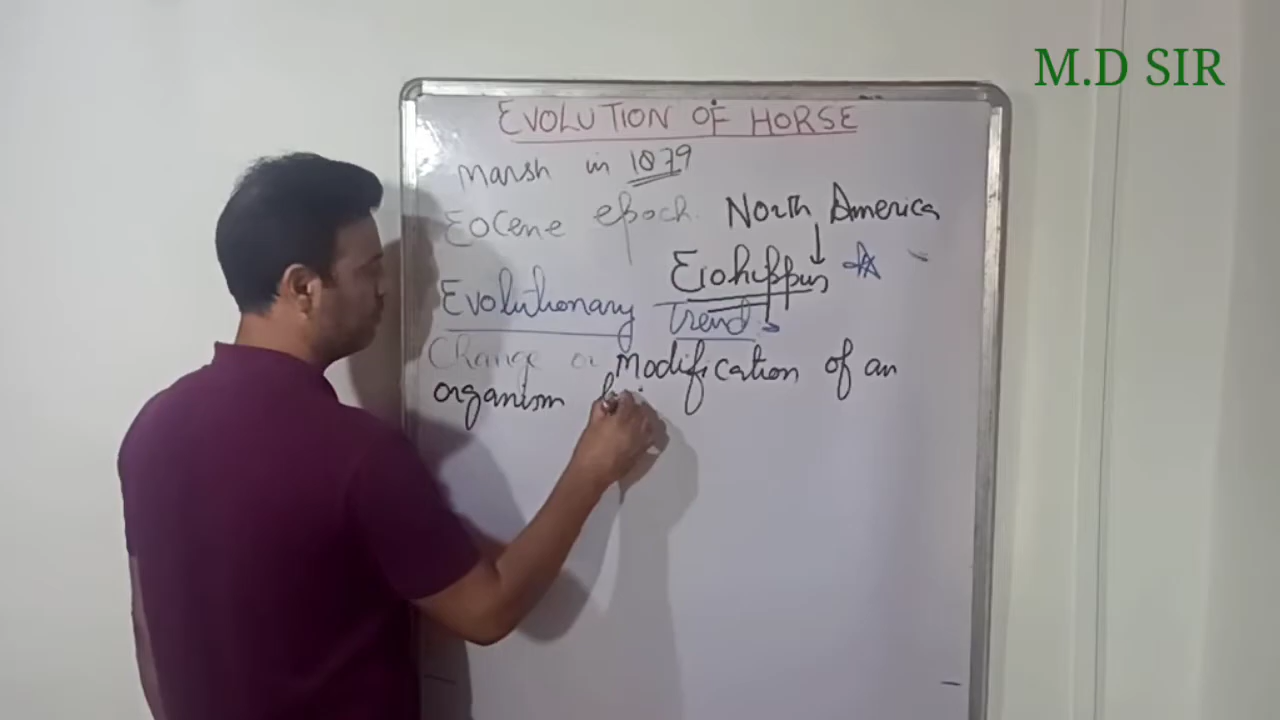 M.D SIR
EVOLUTION OF HORSE
Marsh in 1879
Eocene epoch. North America
Eiohippus
Evolutionary Trend
Change or Modification of an
organism